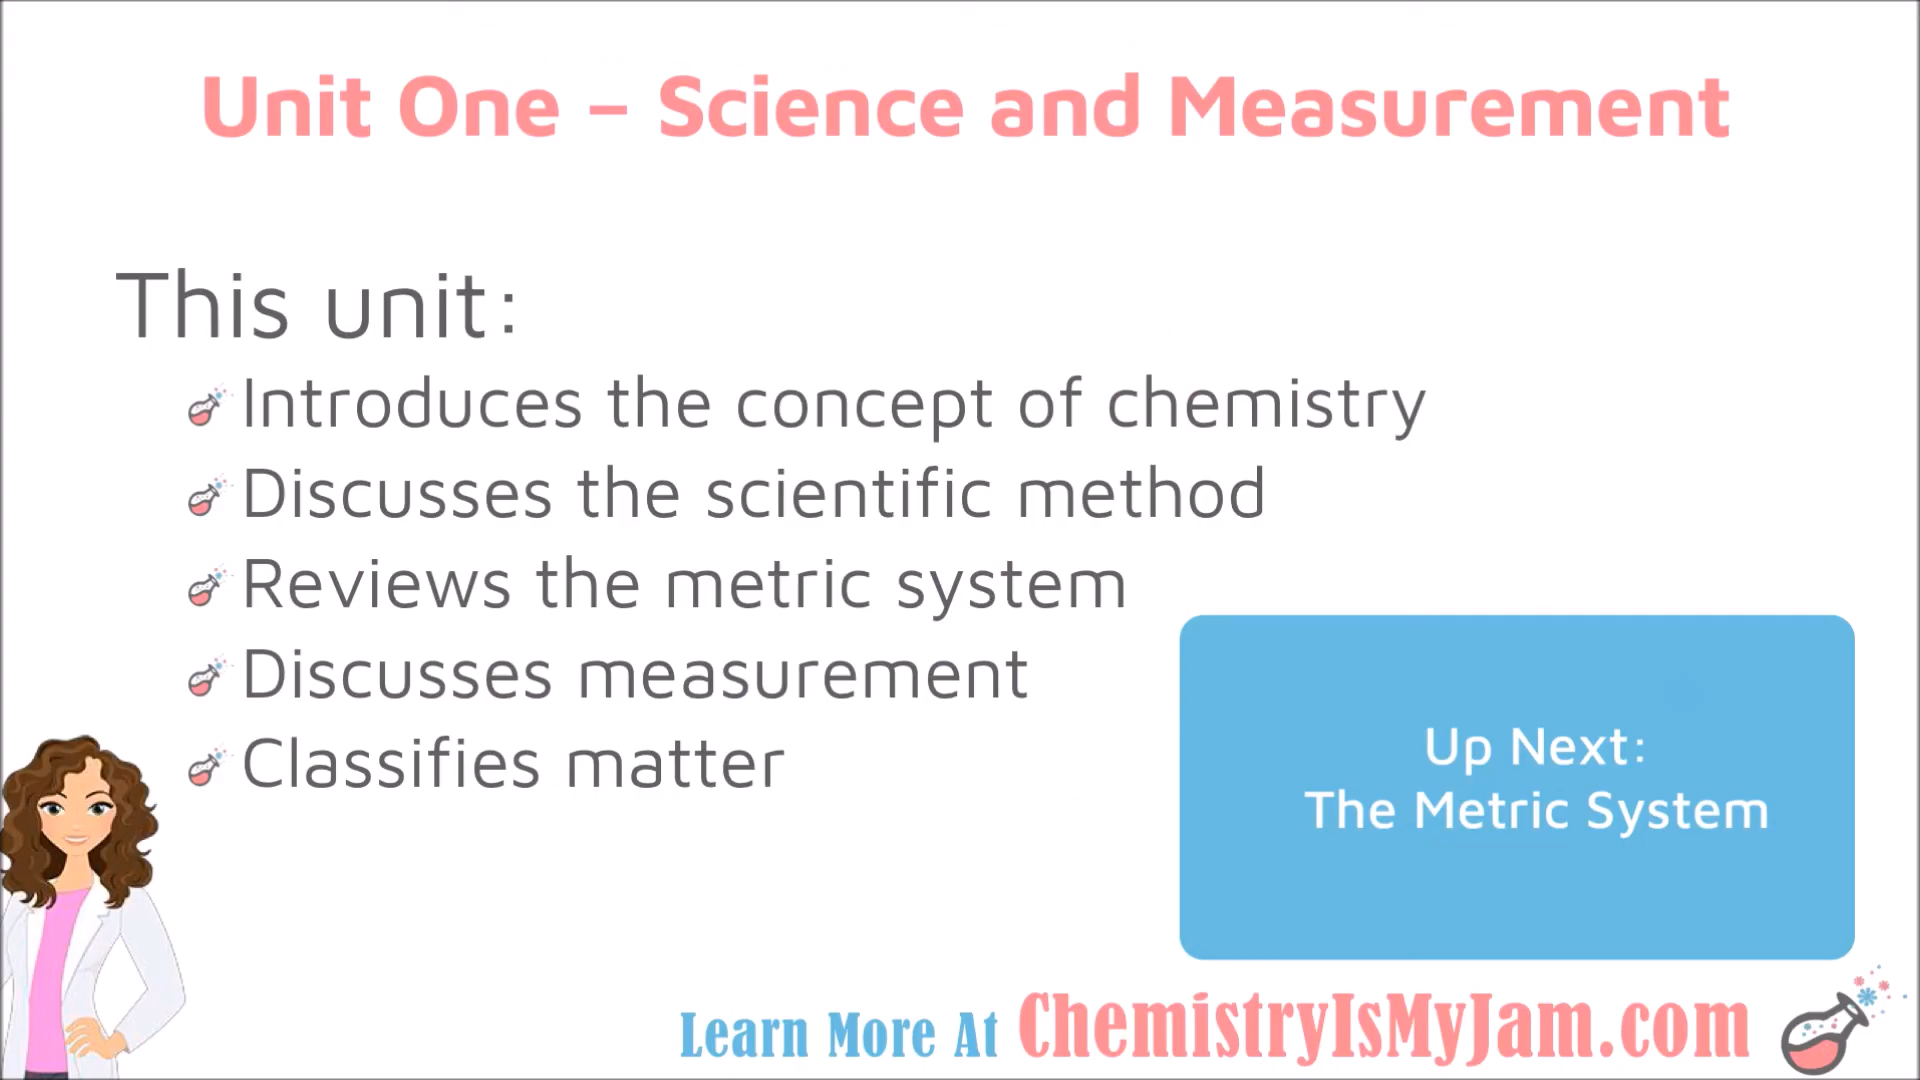 Unit One – Science and Measurement
This unit:
Introduces the concept of chemistry
Discusses the scientific method
Reviews the metric system
Discusses measurement
Classifies matter
Up Next:
The Metric System
Learn More At ChemistryIsMyJam.com